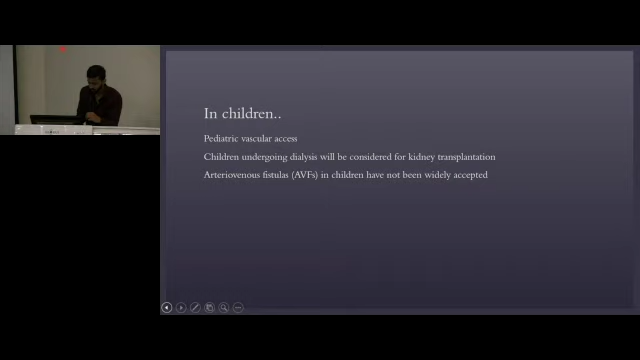 In children..
Pediatric vascular access
Children undergoing dialysis will be considered for kidney transplantation
Arteriovenous fistulas (AVFs) in children have not been widely accepted